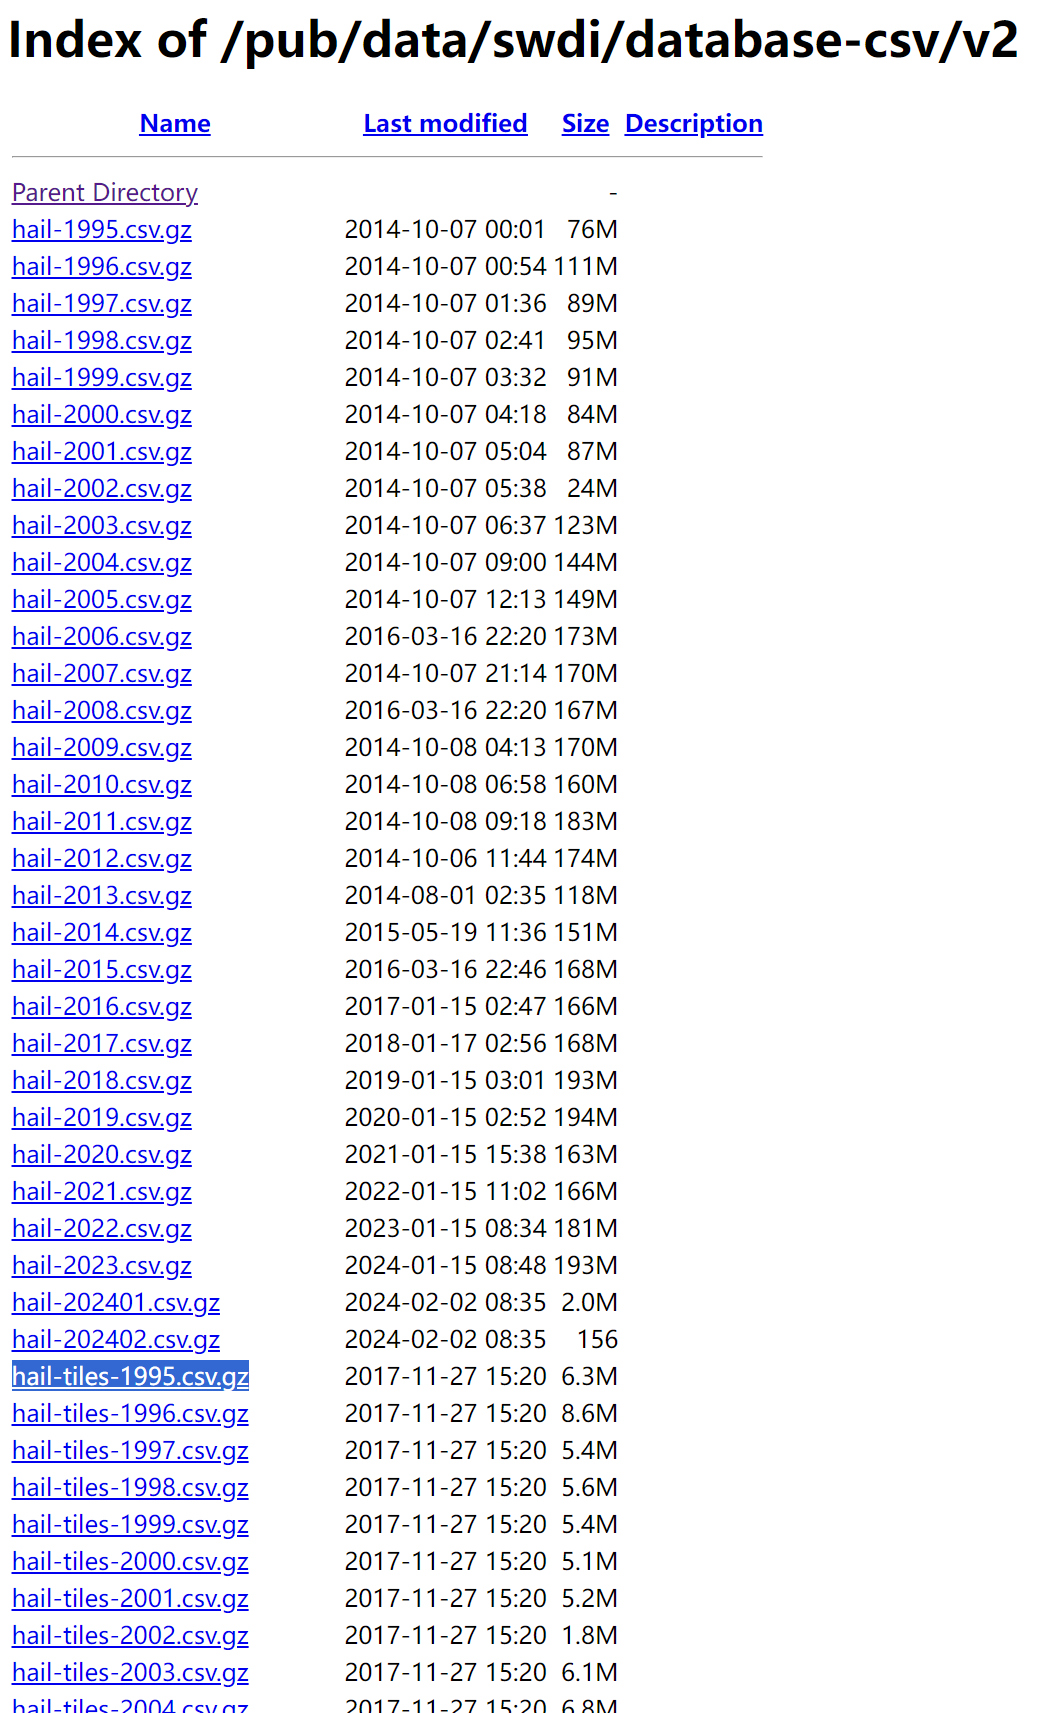 Index of /pub/data/swdi/database-csv/v2
Name Last modified Size Description
Parent Directory -
hail-1995.csv.gz 2014-10-07 00:01 76M
hail-1996.csv.gz 2014-10-07 00:54 111M
hail-1997.csv.gz 2014-10-07 01:36 89M
hail-1998.csv.gz 2014-10-07 02:41 95M
hail-1999.csv.gz 2014-10-07 03:32 91M
hail-2000.csv.gz 2014-10-07 04:18 84M
hail-2001.csv.gz 2014-10-07 05:04 87M
hail-2002.csv.gz 2014-10-07 05:38 24M
hail-2003.csv.gz 2014-10-07 06:37 123M
hail-2004.csv.gz 2014-10-07 09:00 144M
hail-2005.csv.gz 2014-10-07 12:13 149M
hail-2006.csv.gz 2016-03-16 22:20 173M
hail-2007.csv.gz 2014-10-07 21:14 170M
hail-2008.csv.gz 2016-03-16 22:20 167M
hail-2009.csv.gz 2014-10-08 04:13 170M
hail-2010.csv.gz 2014-10-08 06:58 160M
hail-2011.csv.gz 2014-10-08 09:18 183M
hail-2012.csv.gz 2014-10-06 11:44 174M
hail-2013.csv.gz 2014-08-01 02:35 118M
hail-2014.csv.gz 2015-05-19 11:36 151M
hail-2015.csv.gz 2016-03-16 22:46 168M
hail-2016.csv.gz 2017-01-15 02:47 166M
hail-2017.csv.gz 2018-01-17 02:56 168M
hail-2018.csv.gz 2019-01-15 03:01 193M
hail-2019.csv.gz 2020-01-15 02:52 194M
hail-2020.csv.gz 2021-01-15 15:38 163M
hail-2021.csv.gz 2022-01-15 11:02 166M
hail-2022.csv.gz 2023-01-15 08:34 181M
hail-2023.csv.gz 2024-01-15 08:48 193M
hail-202401.csv.gz 2024-02-02 08:35 2.0M
hail-202402.csv.gz 2024-02-02 08:35 156
hail-tiles-1995.csv.gz 2017-11-27 15:20 6.3M
hail-tiles-1996.csv.gz 2017-11-27 15:20 8.6M
hail-tiles-1997.csv.gz 2017-11-27 15:20 5.4M
hail-tiles-1998.csv.gz 2017-11-27 15:20 5.6M
hail-tiles-1999.csv.gz 2017-11-27 15:20 5.4M
hail-tiles-2000.csv.gz 2017-11-27 15:20 5.1M
hail-tiles-2001.csv.gz 2017-11-27 15:20 5.2M
hail-tiles-2002.csv.gz 2017-11-27 15:20 1.8M
hail-tiles-2003.csv.gz 2017-11-27 15:20 6.1M
hail-tiles-2004.csv.gz 2017-11-27 15:20 6.8M